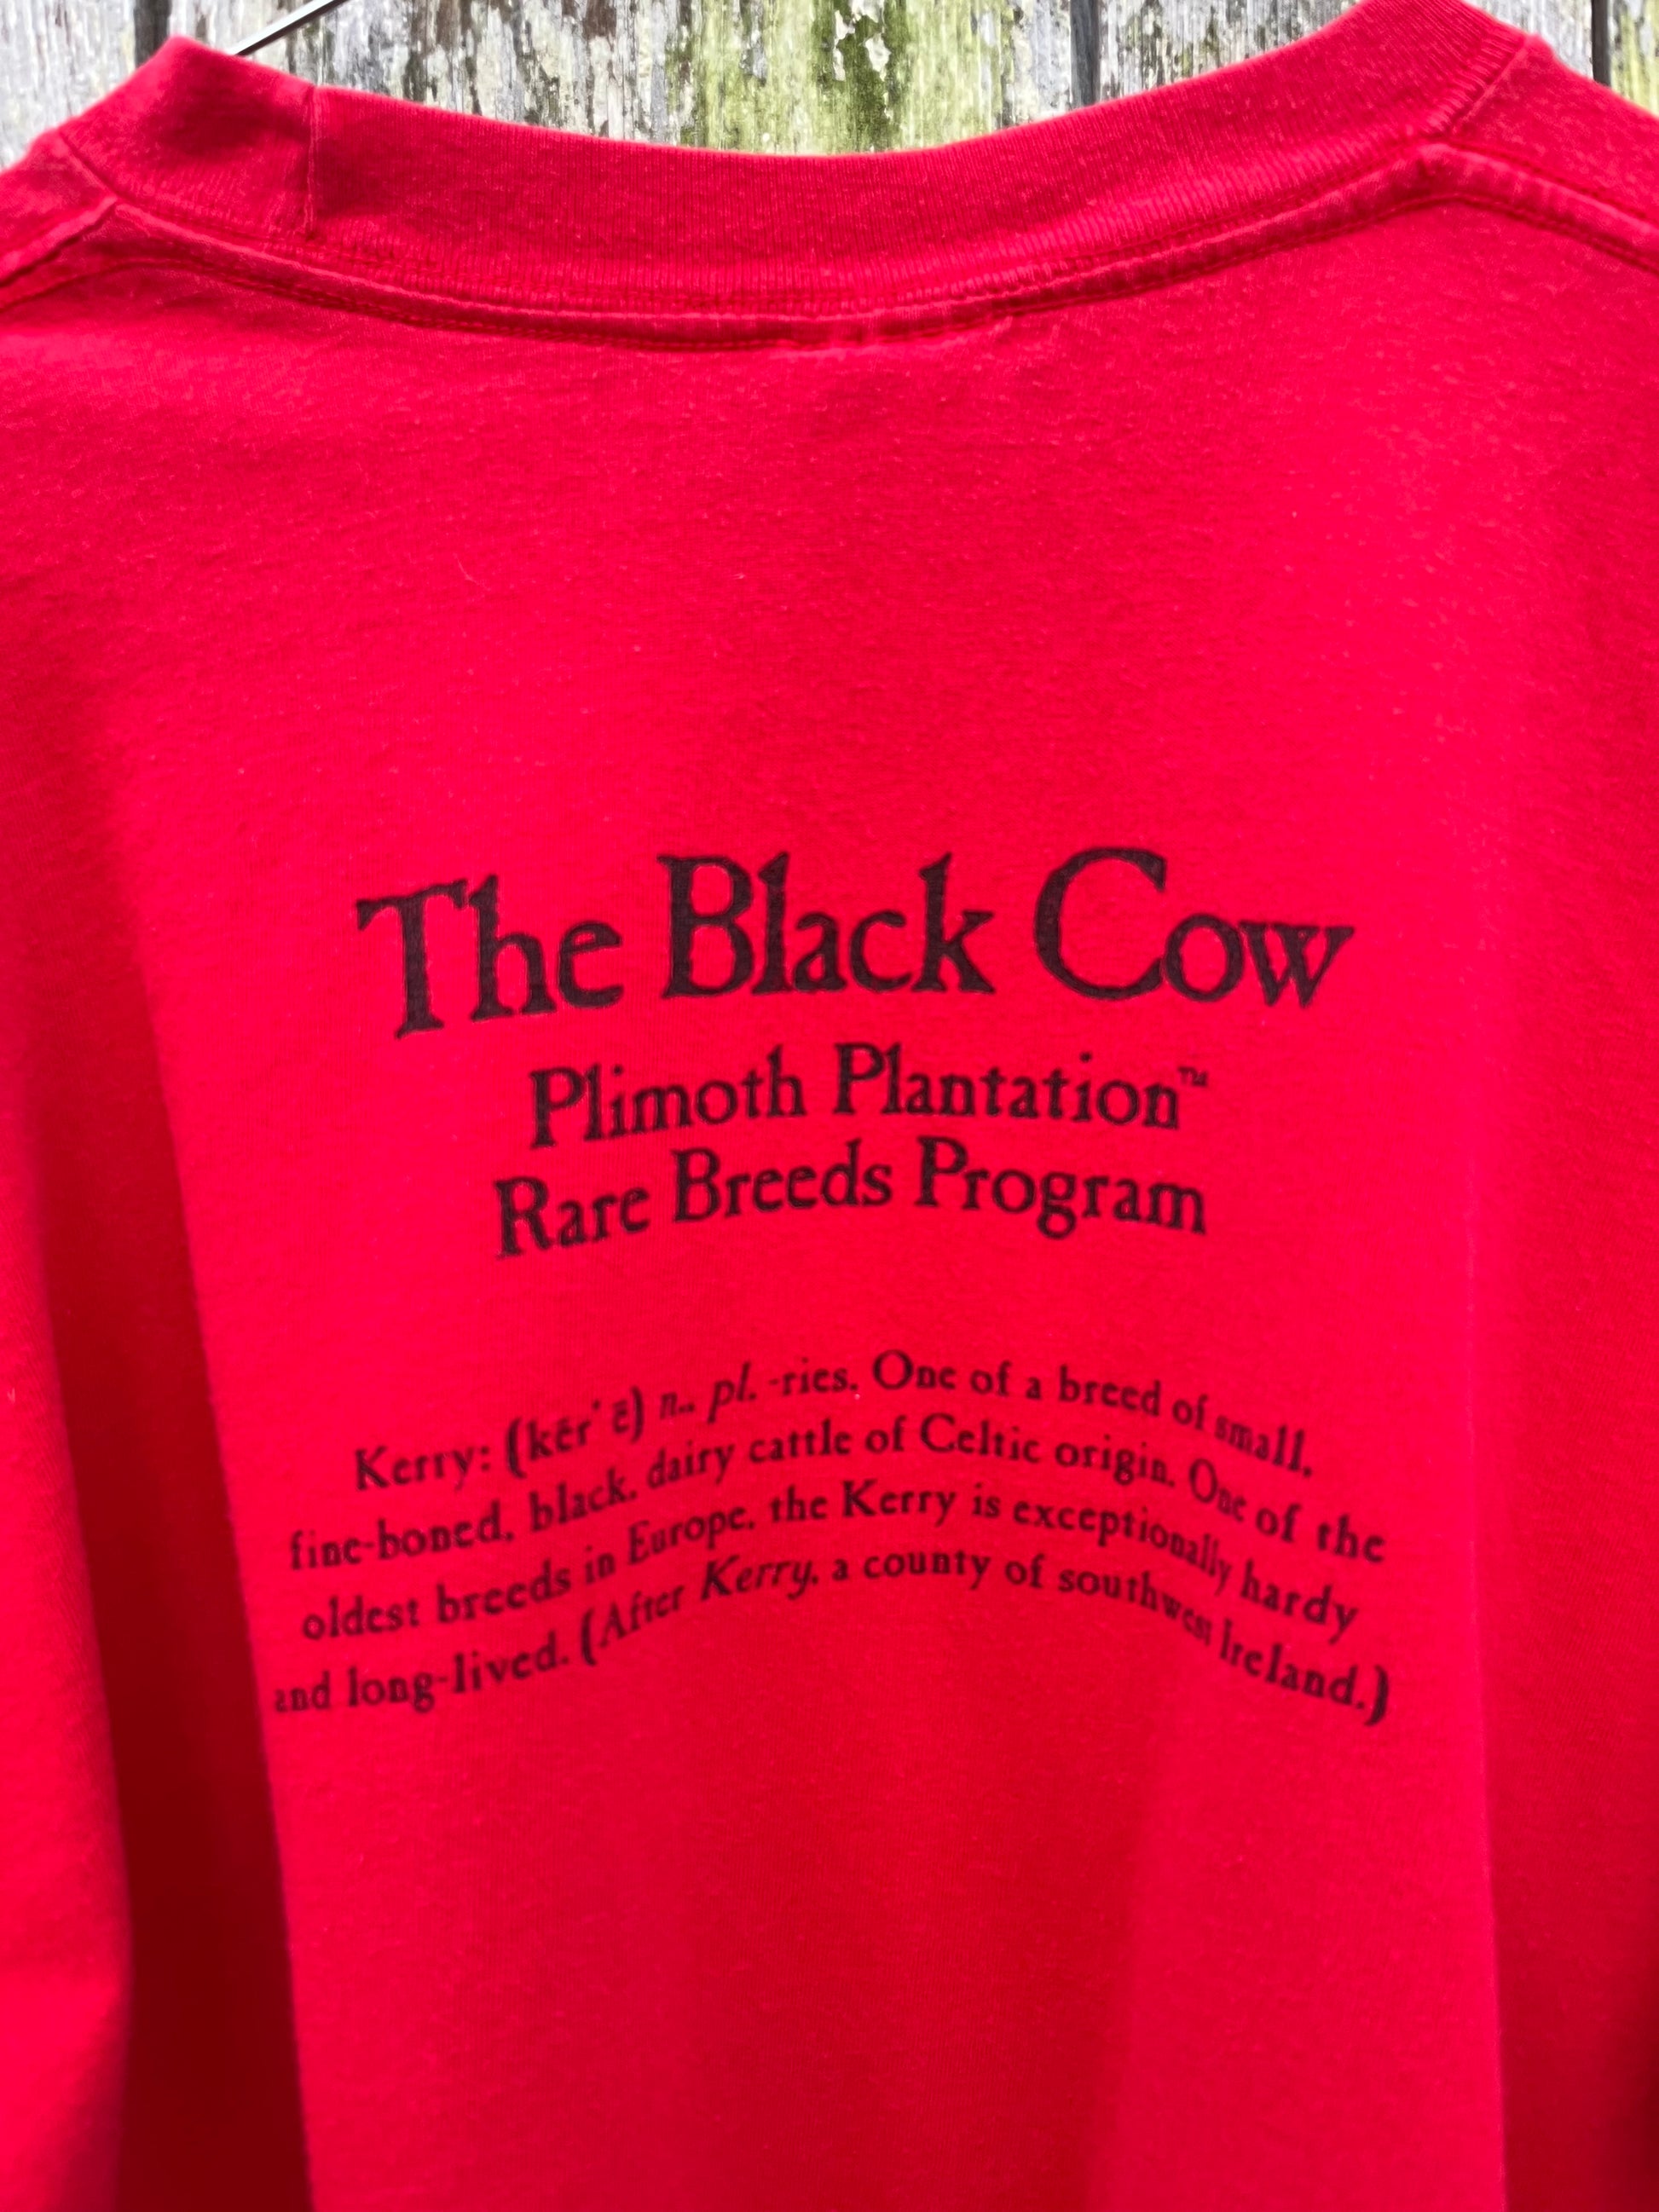 The Black Cow
Plimoth Plantation™
Rare Breeds Program
Kerry: (kĕr′ ē) n., pl. -ries. One of a breed of small,
fine-boned, black, dairy cattle of Celtic origin. One of the
oldest breeds in Europe, the Kerry is exceptionally hardy
and long-lived. (After Kerry, a county of southwest Ireland.)